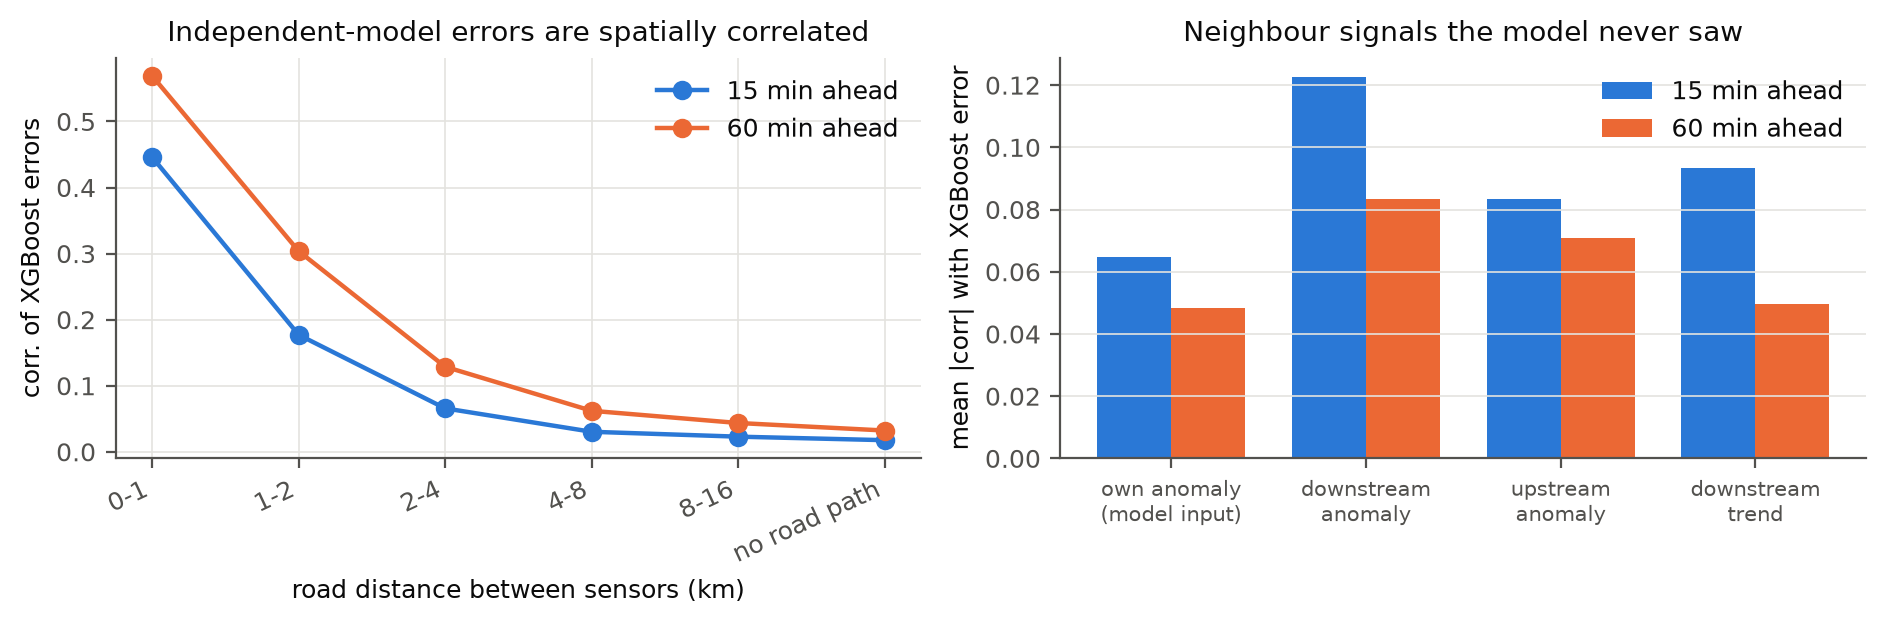 Independent-model errors are spatially correlated
corr. of XGBoost errors
0.5
0.4
0.3
0.2
0.1
0.0
15 min ahead
60 min ahead
0-1
1-2
2-4
4-8
8-16
no road path
road distance between sensors (km)
Neighbour signals the model never saw
mean |corr| with XGBoost error
0.12
0.10
0.08
0.06
0.04
0.02
0.00
15 min ahead
60 min ahead
own anomaly
(model input)
downstream
anomaly
upstream
anomaly
downstream
trend